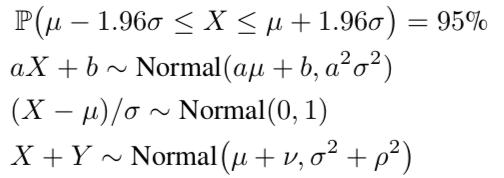 ℙ(μ − 1.96σ ≤ X ≤ μ + 1.96σ) = 95%
aX + b ∼ Normal(aμ + b, a²σ²)
(X − μ)/σ ∼ Normal(0, 1)
X + Y ∼ Normal(μ + ν, σ² + ρ²)